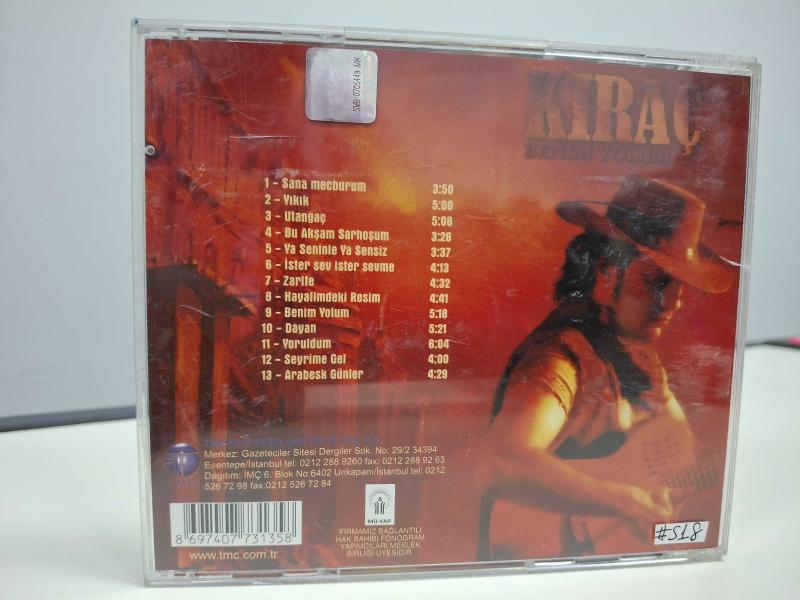 SMB 0705449 AAK
KIRAÇ
BENİM YOLUM
1 - Sana mecburum 3:50
2 - Yıkık 5:00
3 - Utangaç 5:08
4 - Bu Akşam Sarhoşum 3:26
5 - Ya Seninle Ya Sensiz 3:37
6 - İster sev ister sevme 4:13
7 - Zarife 4:32
8 - Hayalimdeki Resim 4:41
9 - Benim Yolum 5:18
10 - Dayan 5:21
11 - Yoruldum 6:04
12 - Seyrime Gel 4:00
13 - Arabesk Günler 4:29
Merkez: Gazeteciler Sitesi Dergiler Sok. No: 29/2 34394
Esentepe/İstanbul tel: 0212 288 9260 fax: 0212 288 92 63
Dağıtım: İMÇ 6. Blok No:6402 Unkapanı/İstanbul tel: 0212
526 72 98 fax:0212 526 72 84
8 697407 731358
www.tmc.com.tr
MÜ-YAP
FİRMAMIZ BAĞLANTILI
HAK SAHİBİ FONOGRAM
YAPIMCILARI MESLEK
BİRLİĞİ ÜYESİDİR
#S18